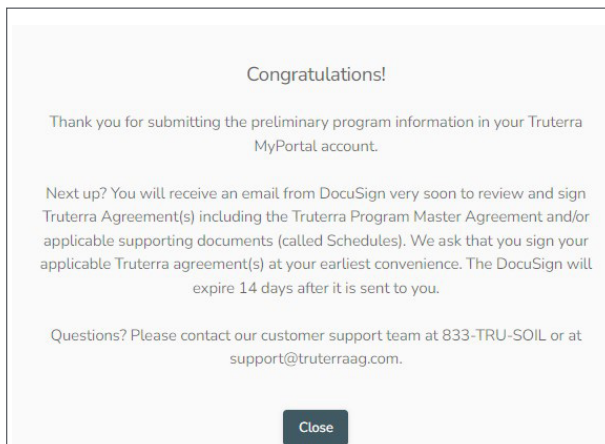 Congratulations!
Thank you for submitting the preliminary program information in your Truterra
MyPortal account.
Next up? You will receive an email from DocuSign very soon to review and sign
Truterra Agreement(s) including the Truterra Program Master Agreement and/or
applicable supporting documents (called Schedules). We ask that you sign your
applicable Truterra agreement(s) at your earliest convenience. The DocuSign will
expire 14 days after it is sent to you.
Questions? Please contact our customer support team at 833-TRU-SOIL or at
support@truterraag.com.
Close